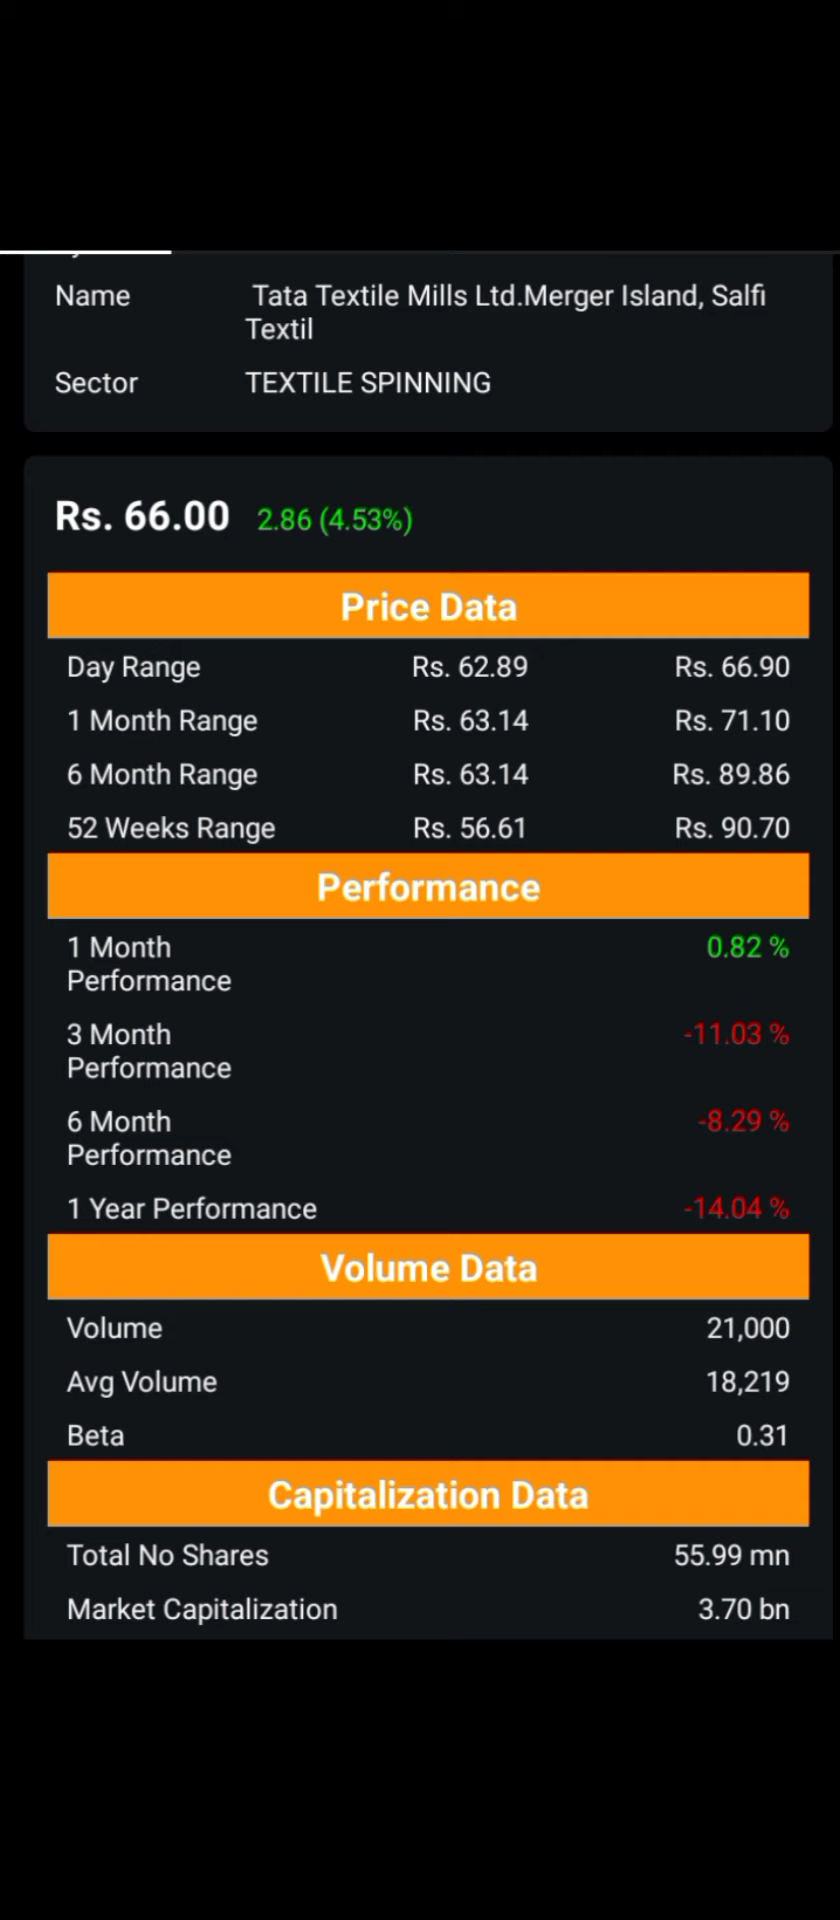 Name Tata Textile Mills Ltd.Merger Island, Salfi
Textil
Sector TEXTILE SPINNING
Rs. 66.00 2.86 (4.53%)
Price Data
Day Range Rs. 62.89 Rs. 66.90
1 Month Range Rs. 63.14 Rs. 71.10
6 Month Range Rs. 63.14 Rs. 89.86
52 Weeks Range Rs. 56.61 Rs. 90.70
Performance
1 Month 0.82 %
Performance
3 Month -11.03 %
Performance
6 Month -8.29 %
Performance
1 Year Performance -14.04 %
Volume Data
Volume 21,000
Avg Volume 18,219
Beta 0.31
Capitalization Data
Total No Shares 55.99 mn
Market Capitalization 3.70 bn